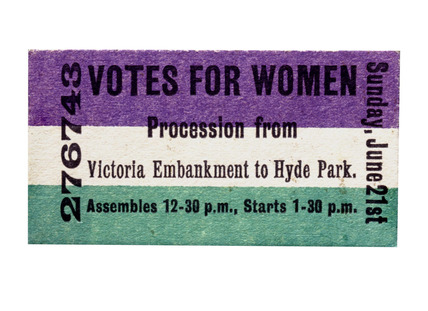 276743
VOTES FOR WOMEN
Procession from
Victoria Embankment to Hyde Park.
Assembles 12-30 p.m., Starts 1-30 p.m.
Sunday, June 21st